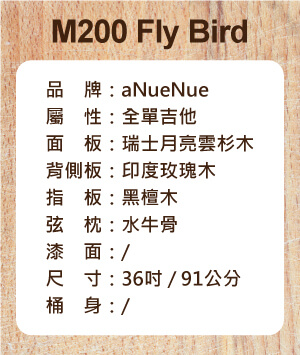 M200 Fly Bird
品 牌：aNueNue
屬 性：全單吉他
面 板：瑞士月亮雲杉木
背側板：印度玫瑰木
指 板：黑檀木
弦 枕：水牛骨
漆 面：/
尺 寸：36吋 / 91公分
桶 身：/